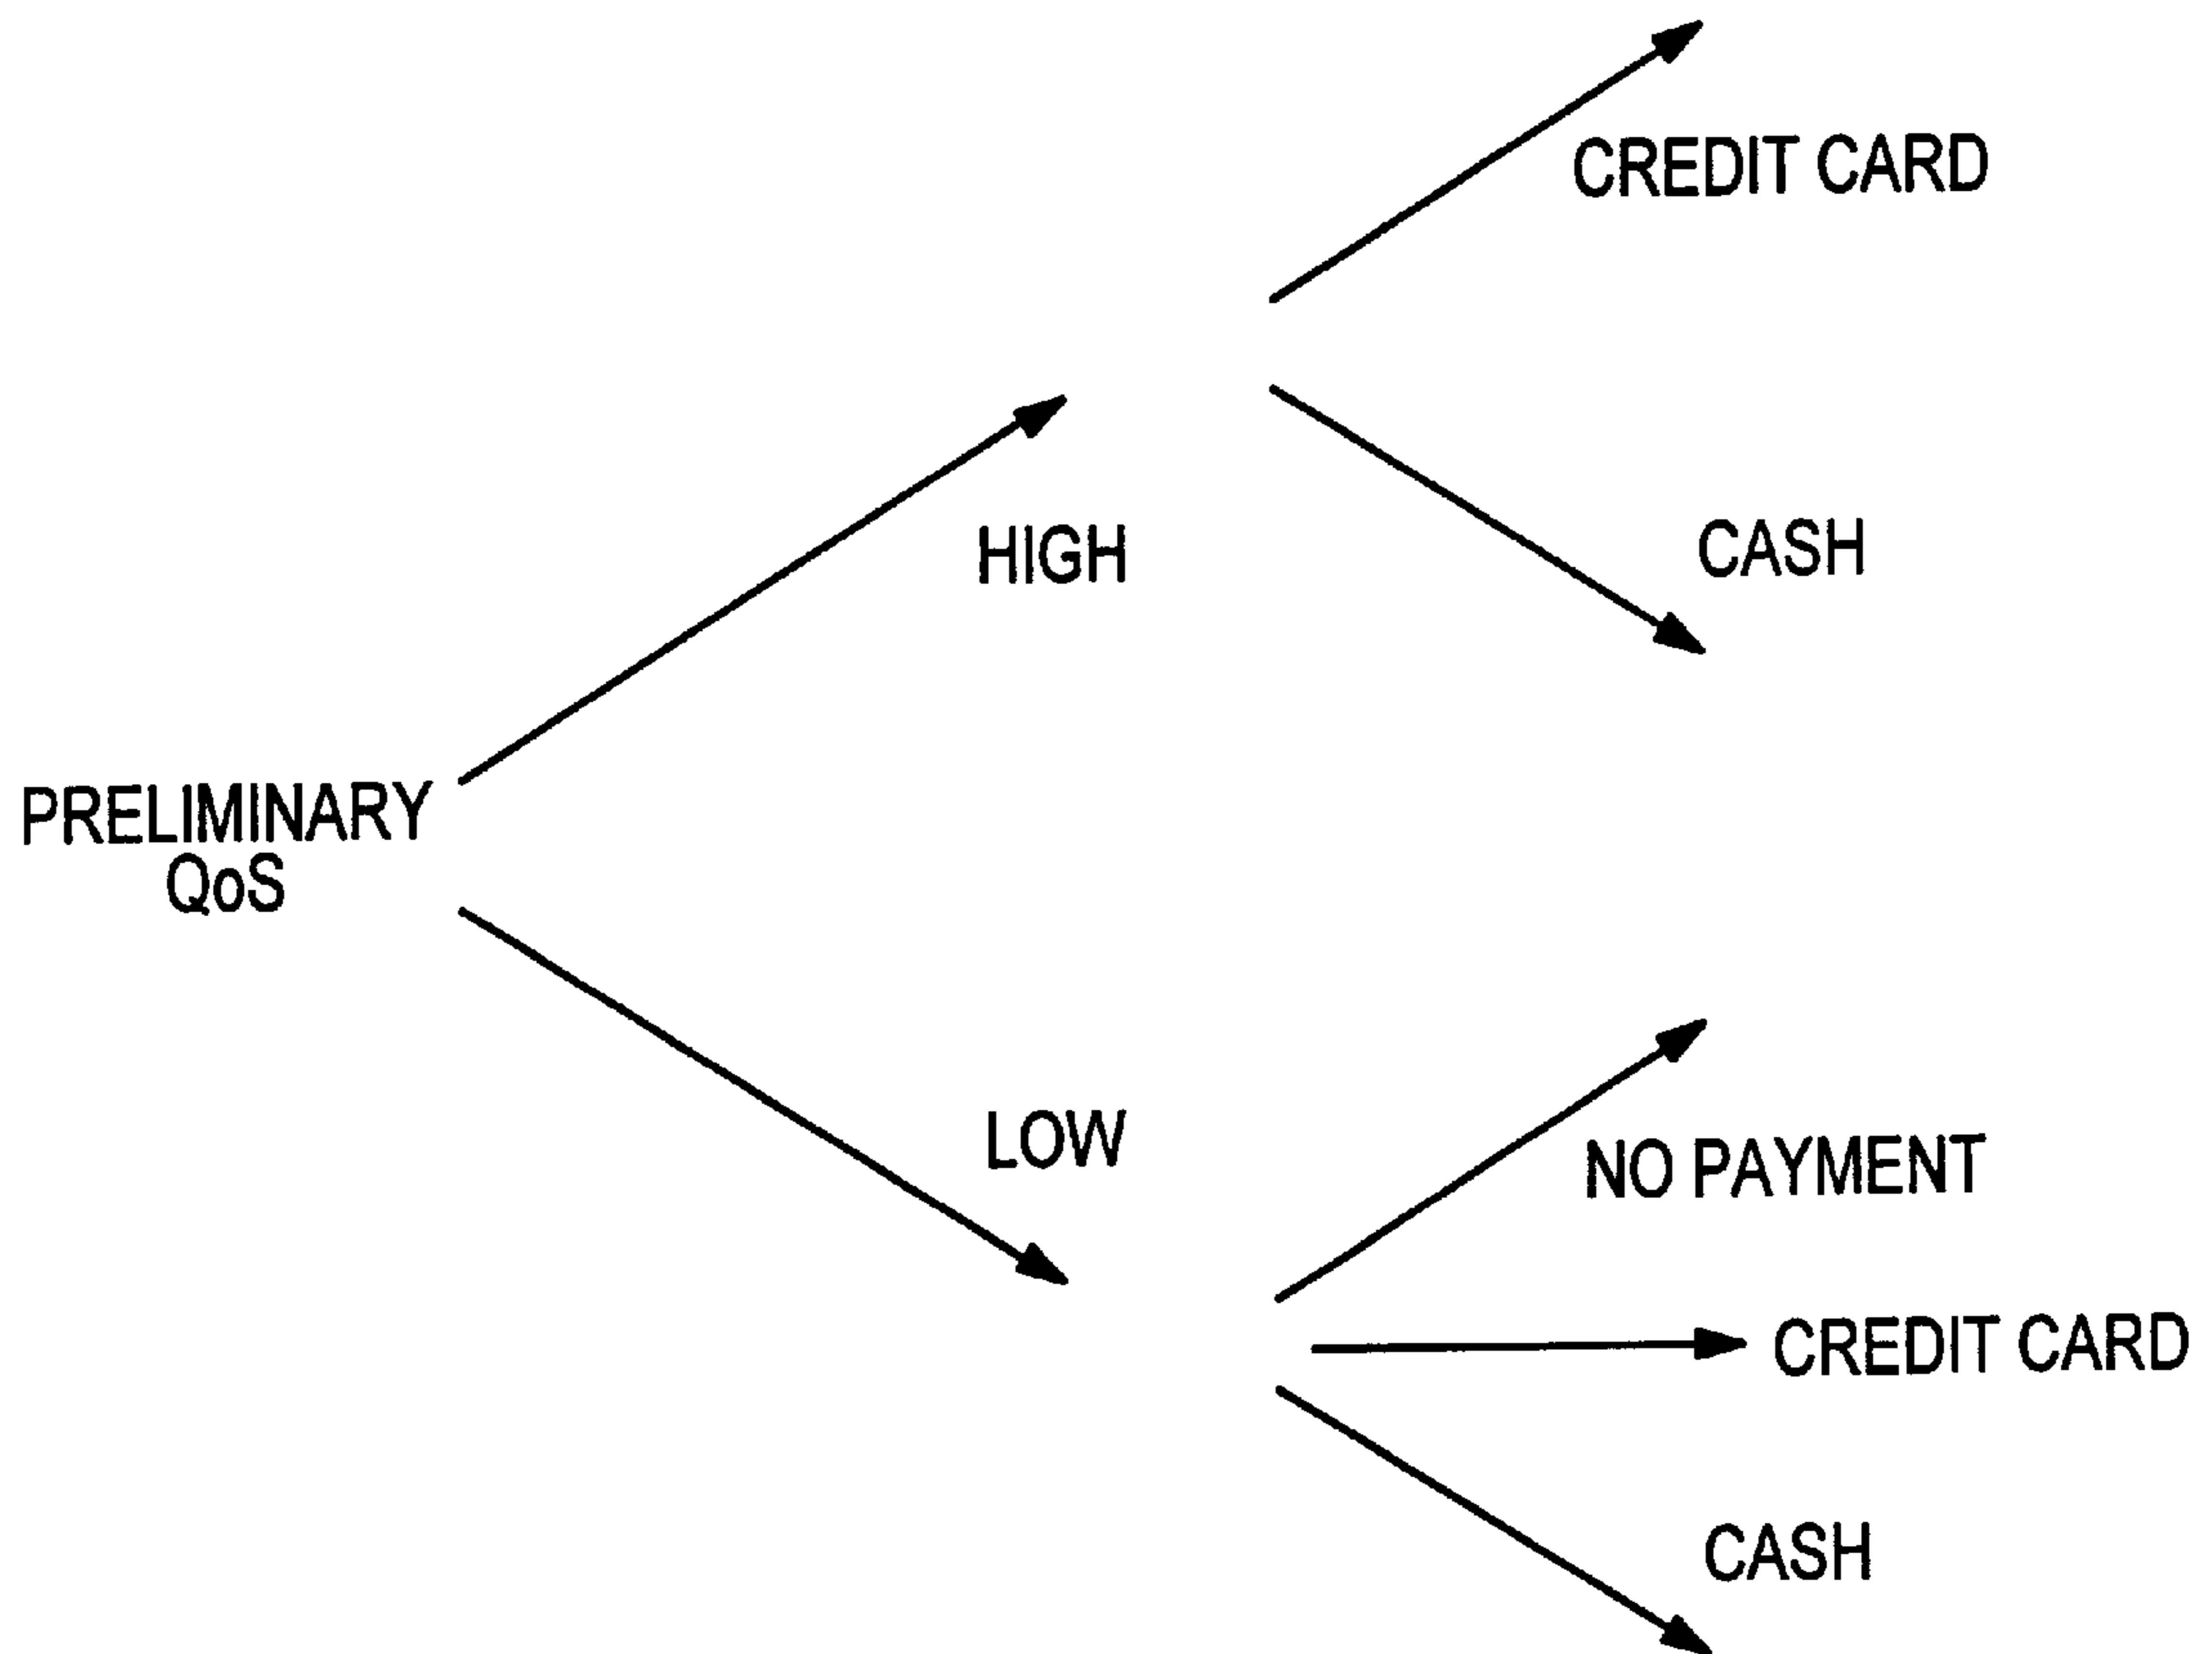 CREDIT CARD
HIGH
CASH
PRELIMINARY
QoS
LOW
NO PAYMENT
CREDIT CARD
CASH